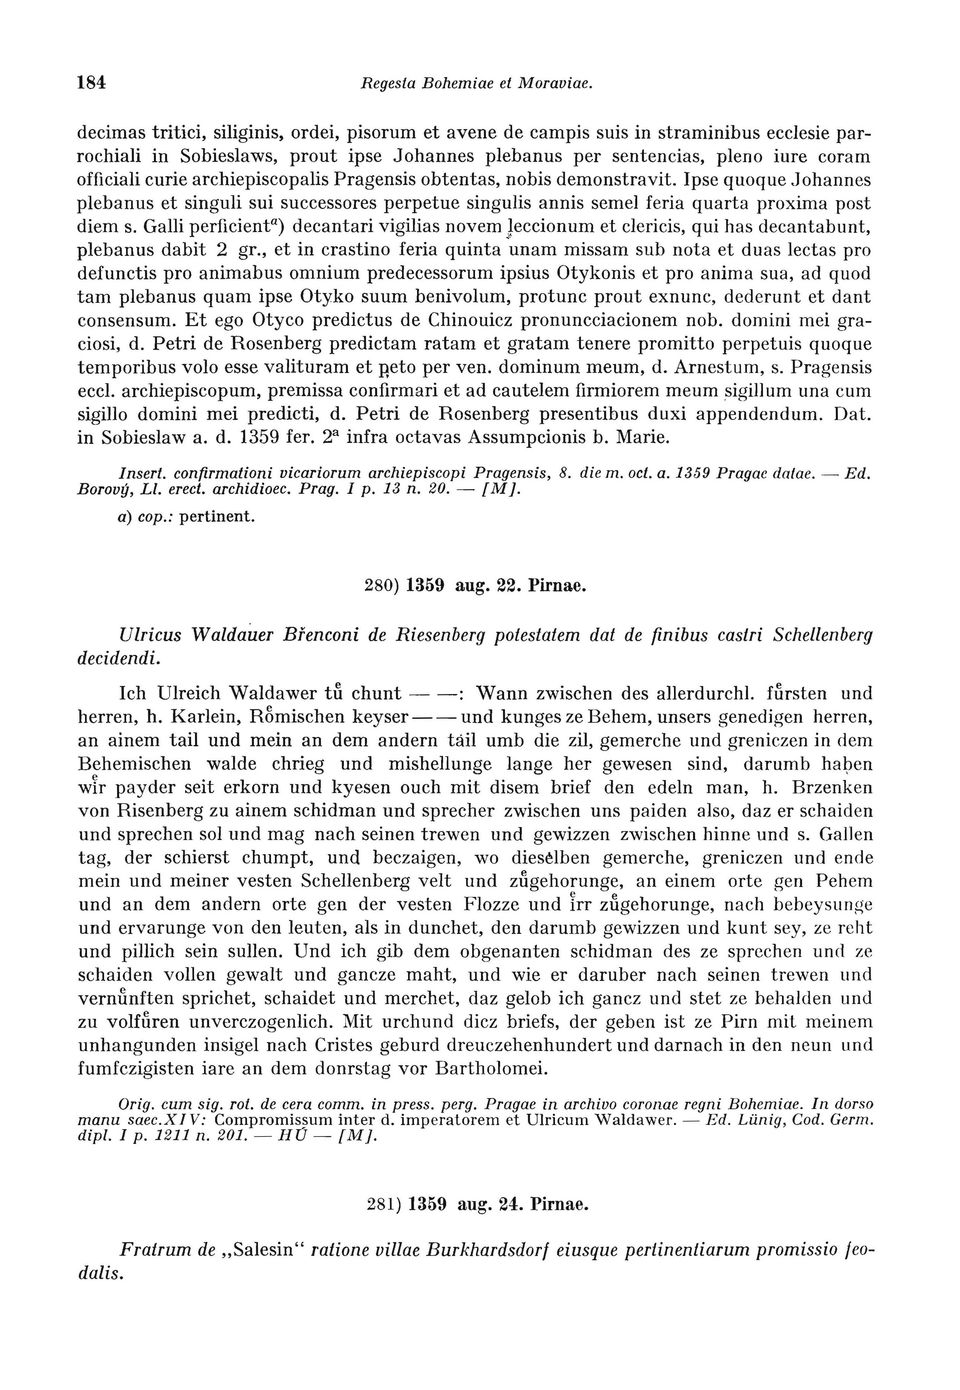 184 Regesta Bohemiae et Moraviae.
decimas tritici, siliginis, ordei, pisorum et avene de campis suis in straminibus ecclesie par-
rochiali in Sobieslaws, prout ipse Johannes plebanus per sentencias, pleno iure coram
officiali curie archiepiscopalis Pragensis obtentas, nobis demonstravit. Ipse quoque Johannes
plebanus et singuli sui successores perpetue singulis annis semel feria quarta proxima post
diem s. Galli perficient a) decantari vigilias novem leccionum et clericis, qui has decantabunt,
plebanus dabit 2 gr., et in crastino feria quinta unam missam sub nota et duas lectas pro
defunctis pro animabus omnium predecessorum ipsius Otykonis et pro anima sua, ad quod
tam plebanus quam ipse Otyko suum benivolum, protunc prout exnunc, dederunt et dant
consensum. Et ego Otyco predictus de Chinouicz pronuncciacionem nob. domini mei gra-
ciosi, d. Petri de Rosenberg predictam ratam et gratam tenere promitto perpetuis quoque
temporibus volo esse valituram et peto per ven. dominum meum, d. Arnestum, s. Pragensis
eccl. archiepiscopum, premissa confirmari et ad cautelem firmiorem meum sigillum una cum
sigillo domini mei predicti, d. Petri de Rosenberg presentibus duxi appendendum. Dat.
in Sobieslaw a. d. 1359 fer. 2ª infra octavas Assumpcionis b. Marie.
Insert. confirmationi vicariorum archiepiscopi Pragensis, 8. die m. oct. a. 1359 Pragae datae. — Ed.
Borový, Ll. erect. archidioec. Prag. I p. 13 n. 20. — [M].
a) cop.: pertinent.
280) 1359 aug. 22. Pirnae.
Ulricus Waldauer Břenconi de Riesenberg potestatem dat de finibus castri Schellenberg
decidendi.
Ich Ulreich Waldawer tuͤ chunt — —: Wann zwischen des allerdurchl. fuͤrsten und
herren, h. Karlein, Roͤmischen keyser — — und kunges ze Behem, unsers genedigen herren,
an ainem tail und mein an dem andern táil umb die zil, gemerche und greniczen in dem
Behemischen walde chrieg und mishellunge lange her gewesen sind, darumb haben
wiͤr payder seit erkorn und kyesen ouch mit disem brief den edeln man, h. Brzenken
von Risenberg zu ainem schidman und sprecher zwischen uns paiden also, daz er schaiden
und sprechen sol und mag nach seinen trewen und gewizzen zwischen hinne und s. Gallen
tag, der schierst chumpt, und beczaigen, wo dieselben gemerche, greniczen und ende
mein und meiner vesten Schellenberg velt und zuͤgehorunge, an einem orte gen Pehem
und an dem andern orte gen der vesten Flozze und iͤrr zuͤgehorunge, nach bebeysunge
und ervarunge von den leuten, als in dunchet, den darumb gewizzen und kunt sey, ze reht
und pillich sein sullen. Und ich gib dem obgenanten schidman des ze sprechen und ze
schaiden vollen gewalt und gancze maht, und wie er daruber nach seinen trewen und
vernuͤnften sprichet, schaidet und merchet, daz gelob ich gancz und stet ze behalden und
zu volfuͤren unverczogenlich. Mit urchund dicz briefs, der geben ist ze Pirn mit meinem
unhangunden insigel nach Cristes geburd dreuczehenhundert und darnach in den neun und
fumfczigisten iare an dem donrstag vor Bartholomei.
Orig. cum sig. rot. de cera comm. in press. perg. Pragae in archivo coronae regni Bohemiae. In dorso
manu saec. XIV: Compromissum inter d. imperatorem et Ulricum Waldawer. — Ed. Lünig, Cod. Germ.
dipl. I p. 1211 n. 201. — HÚ — [M].
281) 1359 aug. 24. Pirnae.
Fratrum de „Salesin“ ratione villae Burkhardsdorf eiusque pertinentiarum promissio feo-
dalis.